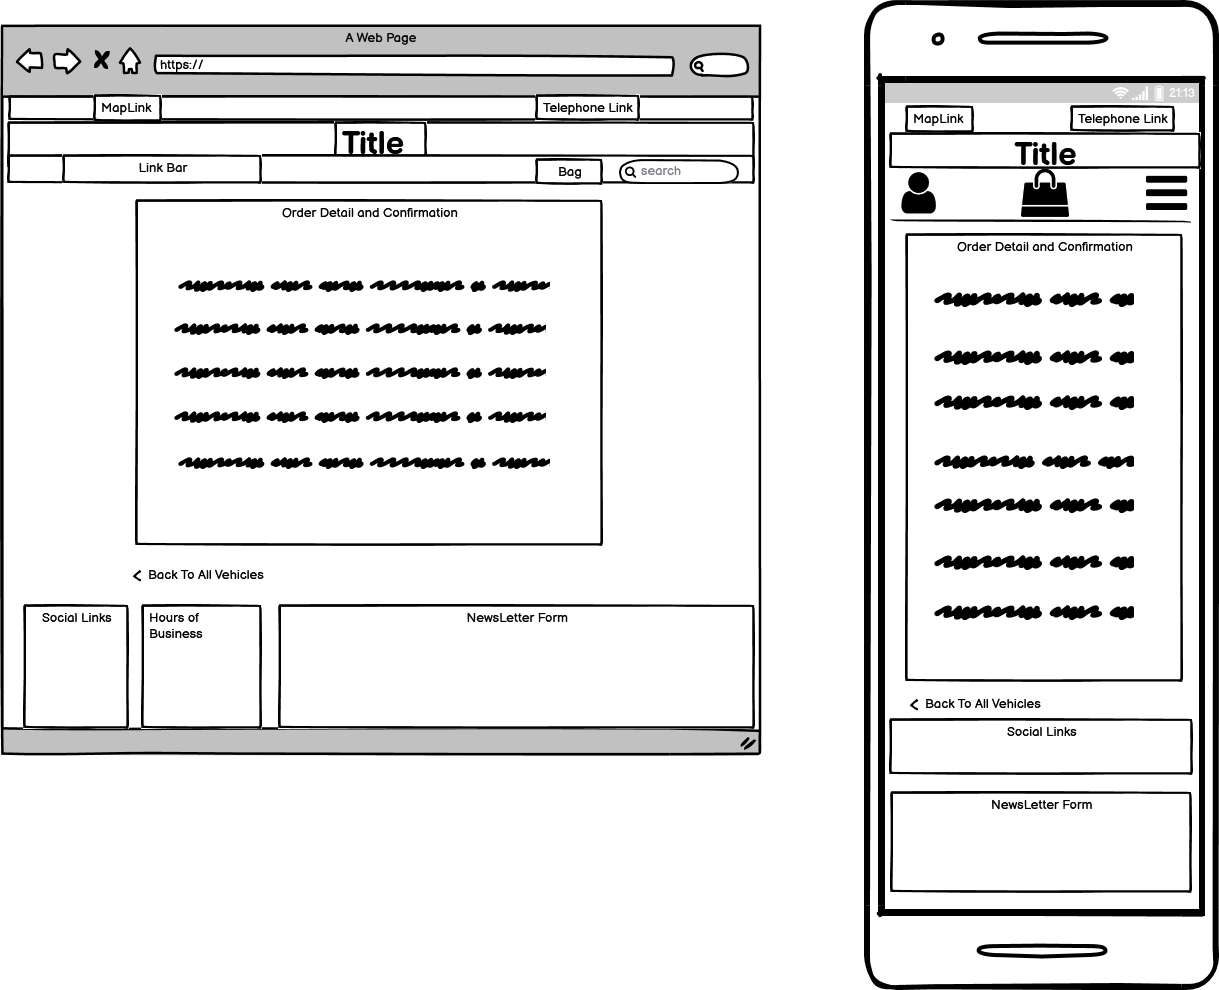 A Web Page
https://
MapLink
Telephone Link
Title
Link Bar
Bag
search
Order Detail and Confirmation
Back To All Vehicles
Social Links
Hours of
Business
NewsLetter Form
21:13
MapLink
Telephone Link
Title
Order Detail and Confirmation
Back To All Vehicles
Social Links
NewsLetter Form